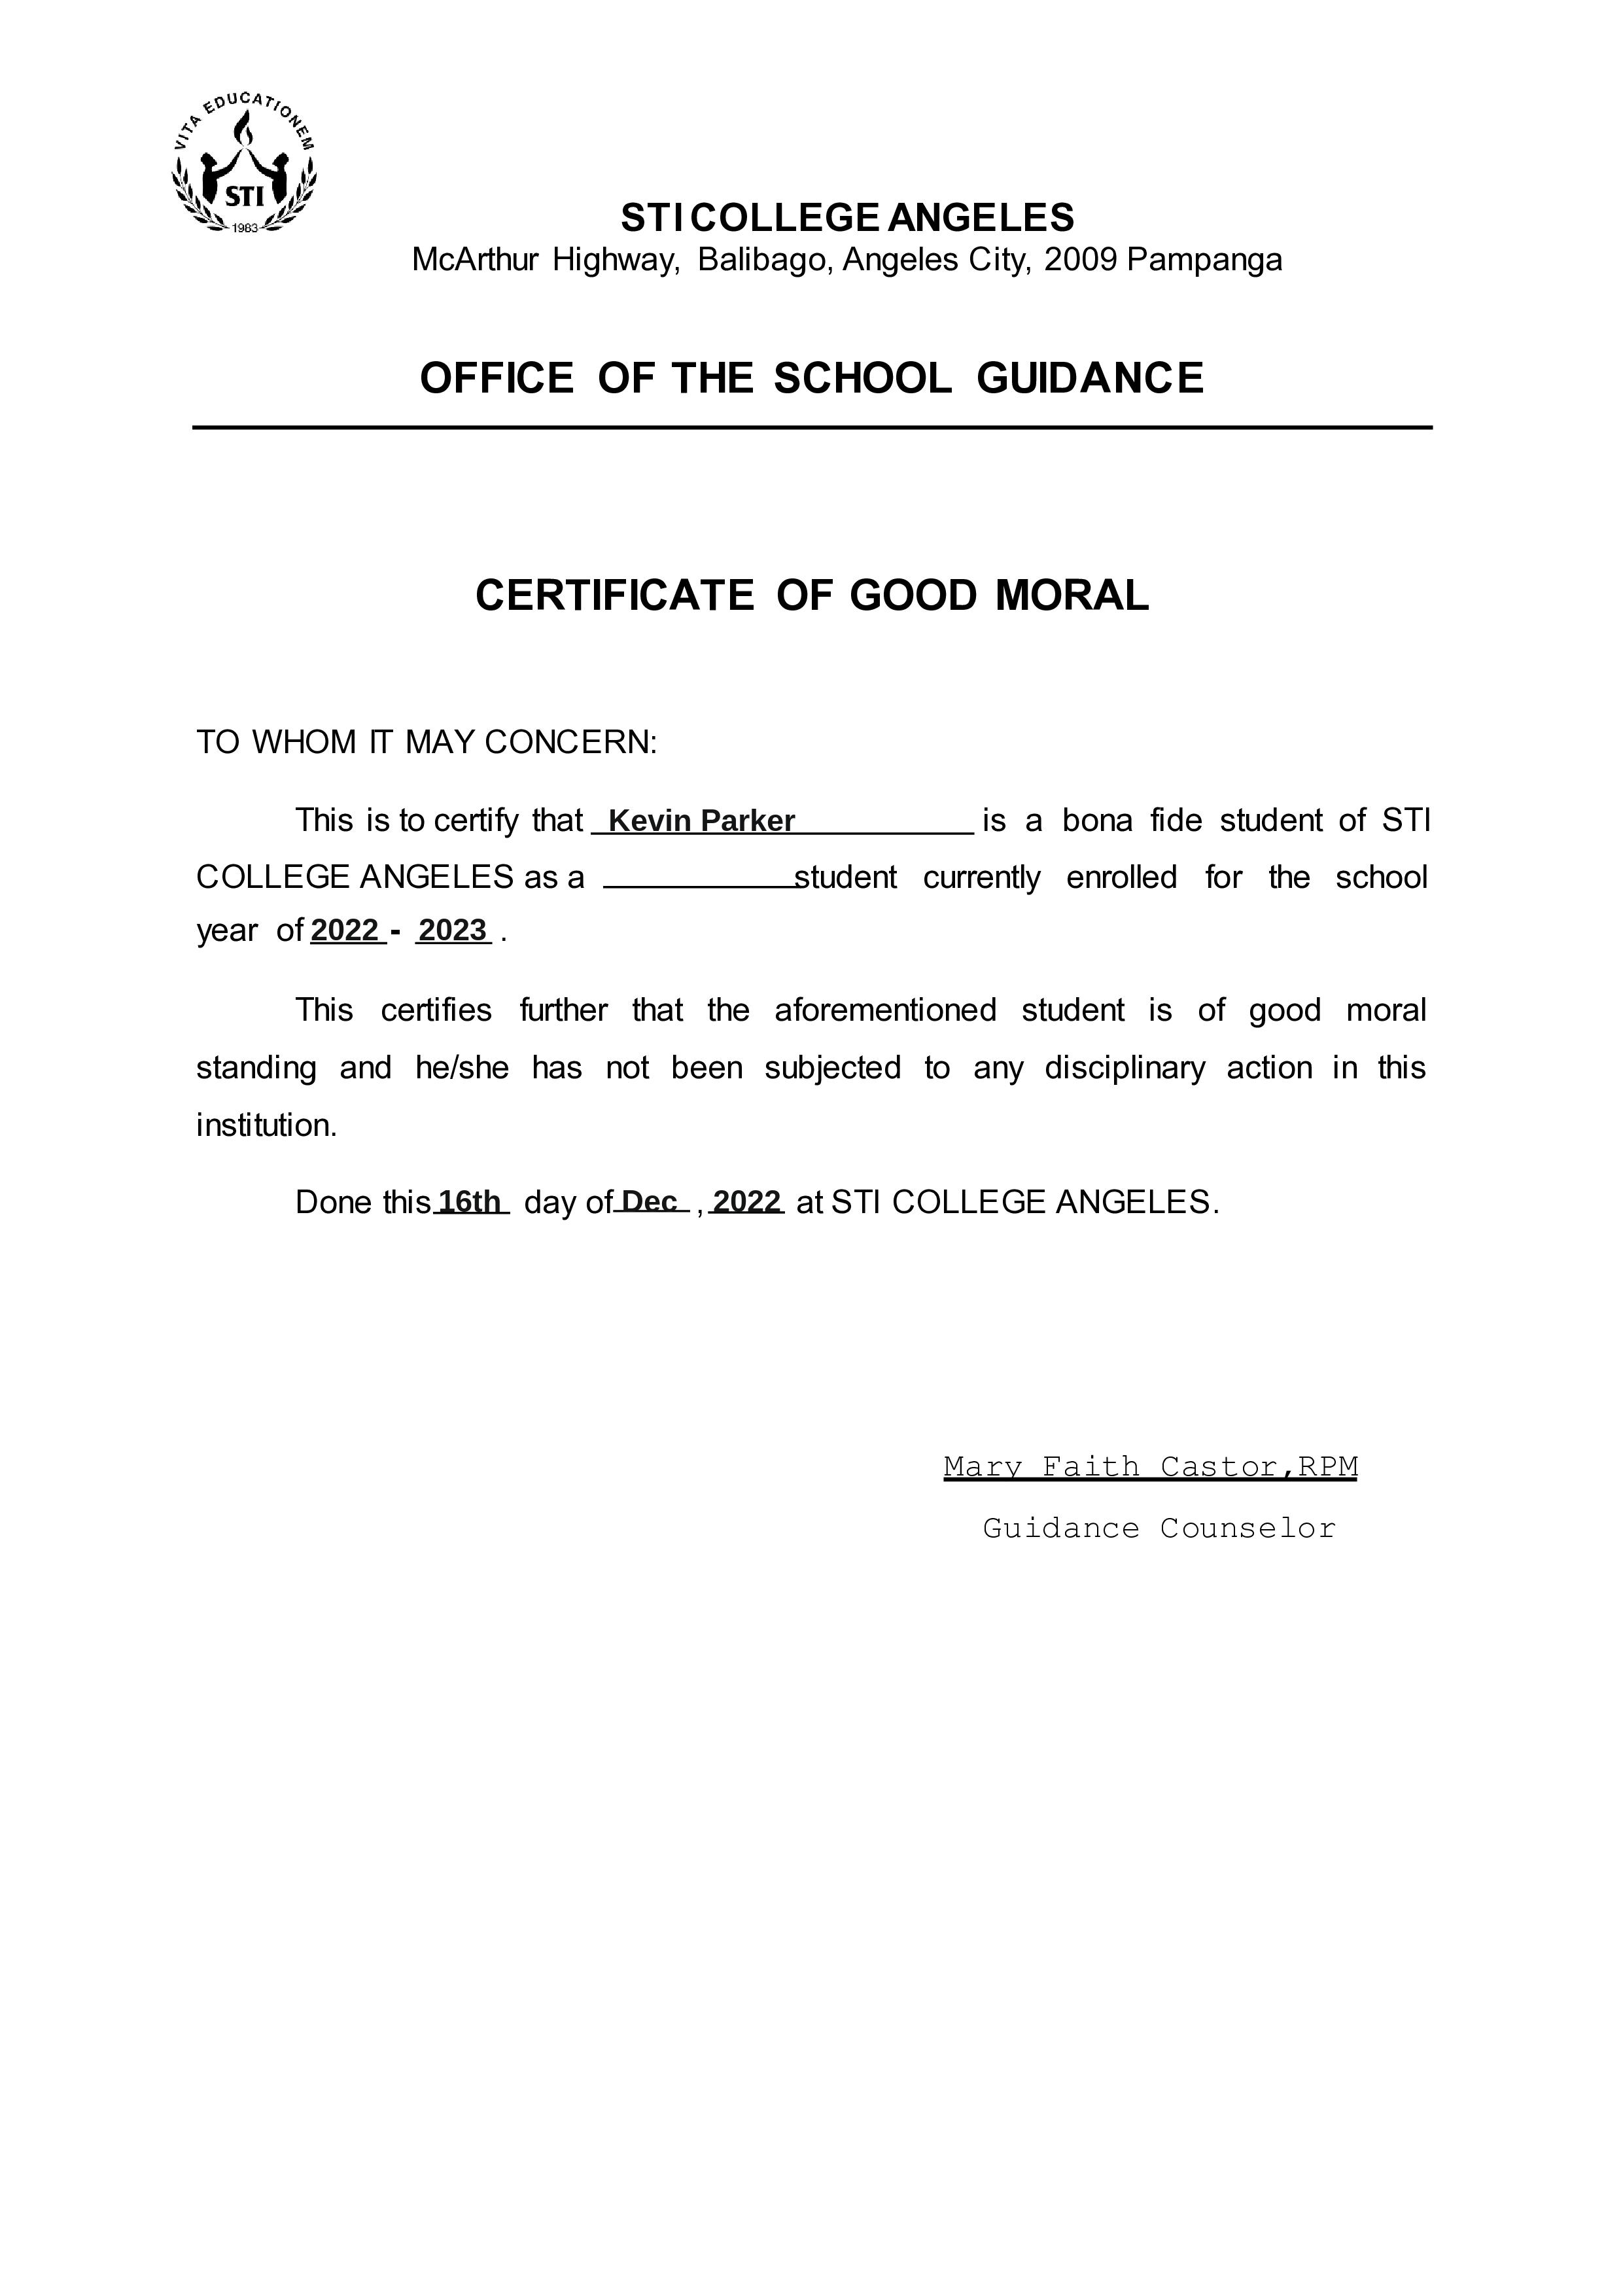 VITA EDUCATIONEM
STI
1983
STI COLLEGE ANGELES
McArthur Highway, Balibago, Angeles City, 2009 Pampanga
OFFICE OF THE SCHOOL GUIDANCE
CERTIFICATE OF GOOD MORAL
TO WHOM IT MAY CONCERN:
This is to certify that Kevin Parker is a bona fide student of STI
COLLEGE ANGELES as a ____________student currently enrolled for the school
year of 2022 - 2023 .
This certifies further that the aforementioned student is of good moral
standing and he/she has not been subjected to any disciplinary action in this
institution.
Done this 16th day of Dec , 2022 at STI COLLEGE ANGELES.
Mary Faith Castor,RPM
Guidance Counselor